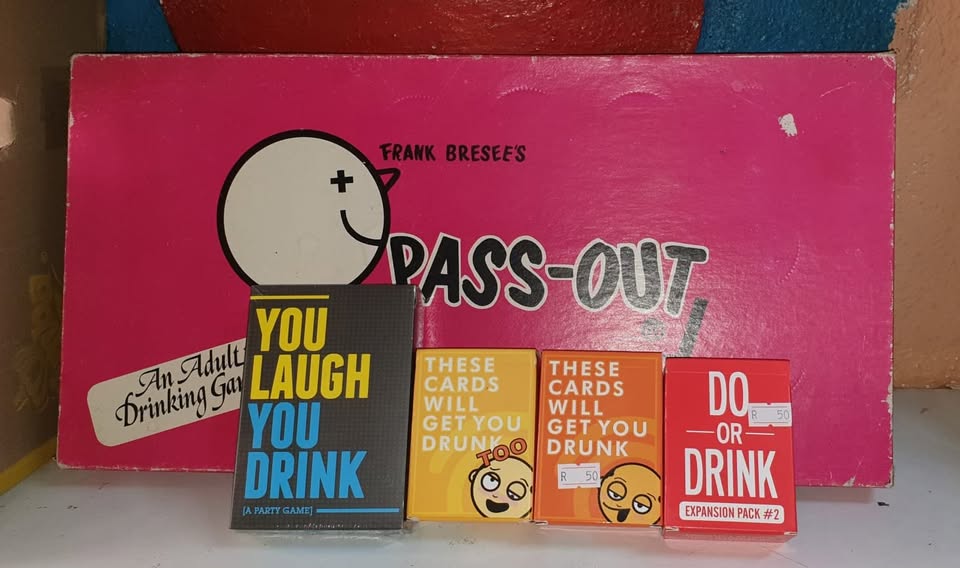 FRANK BRESEE'S
PASS-OUT
An Adult
Drinking
YOU
LAUGH
YOU
DRINK
[A PARTY GAME]
THESE
CARDS
WILL
GET YOU
DRUNK
TOO
THESE
CARDS
WILL
GET YOU
DRUNK
R 50
DO
R 50
OR
DRINK
EXPANSION PACK #2